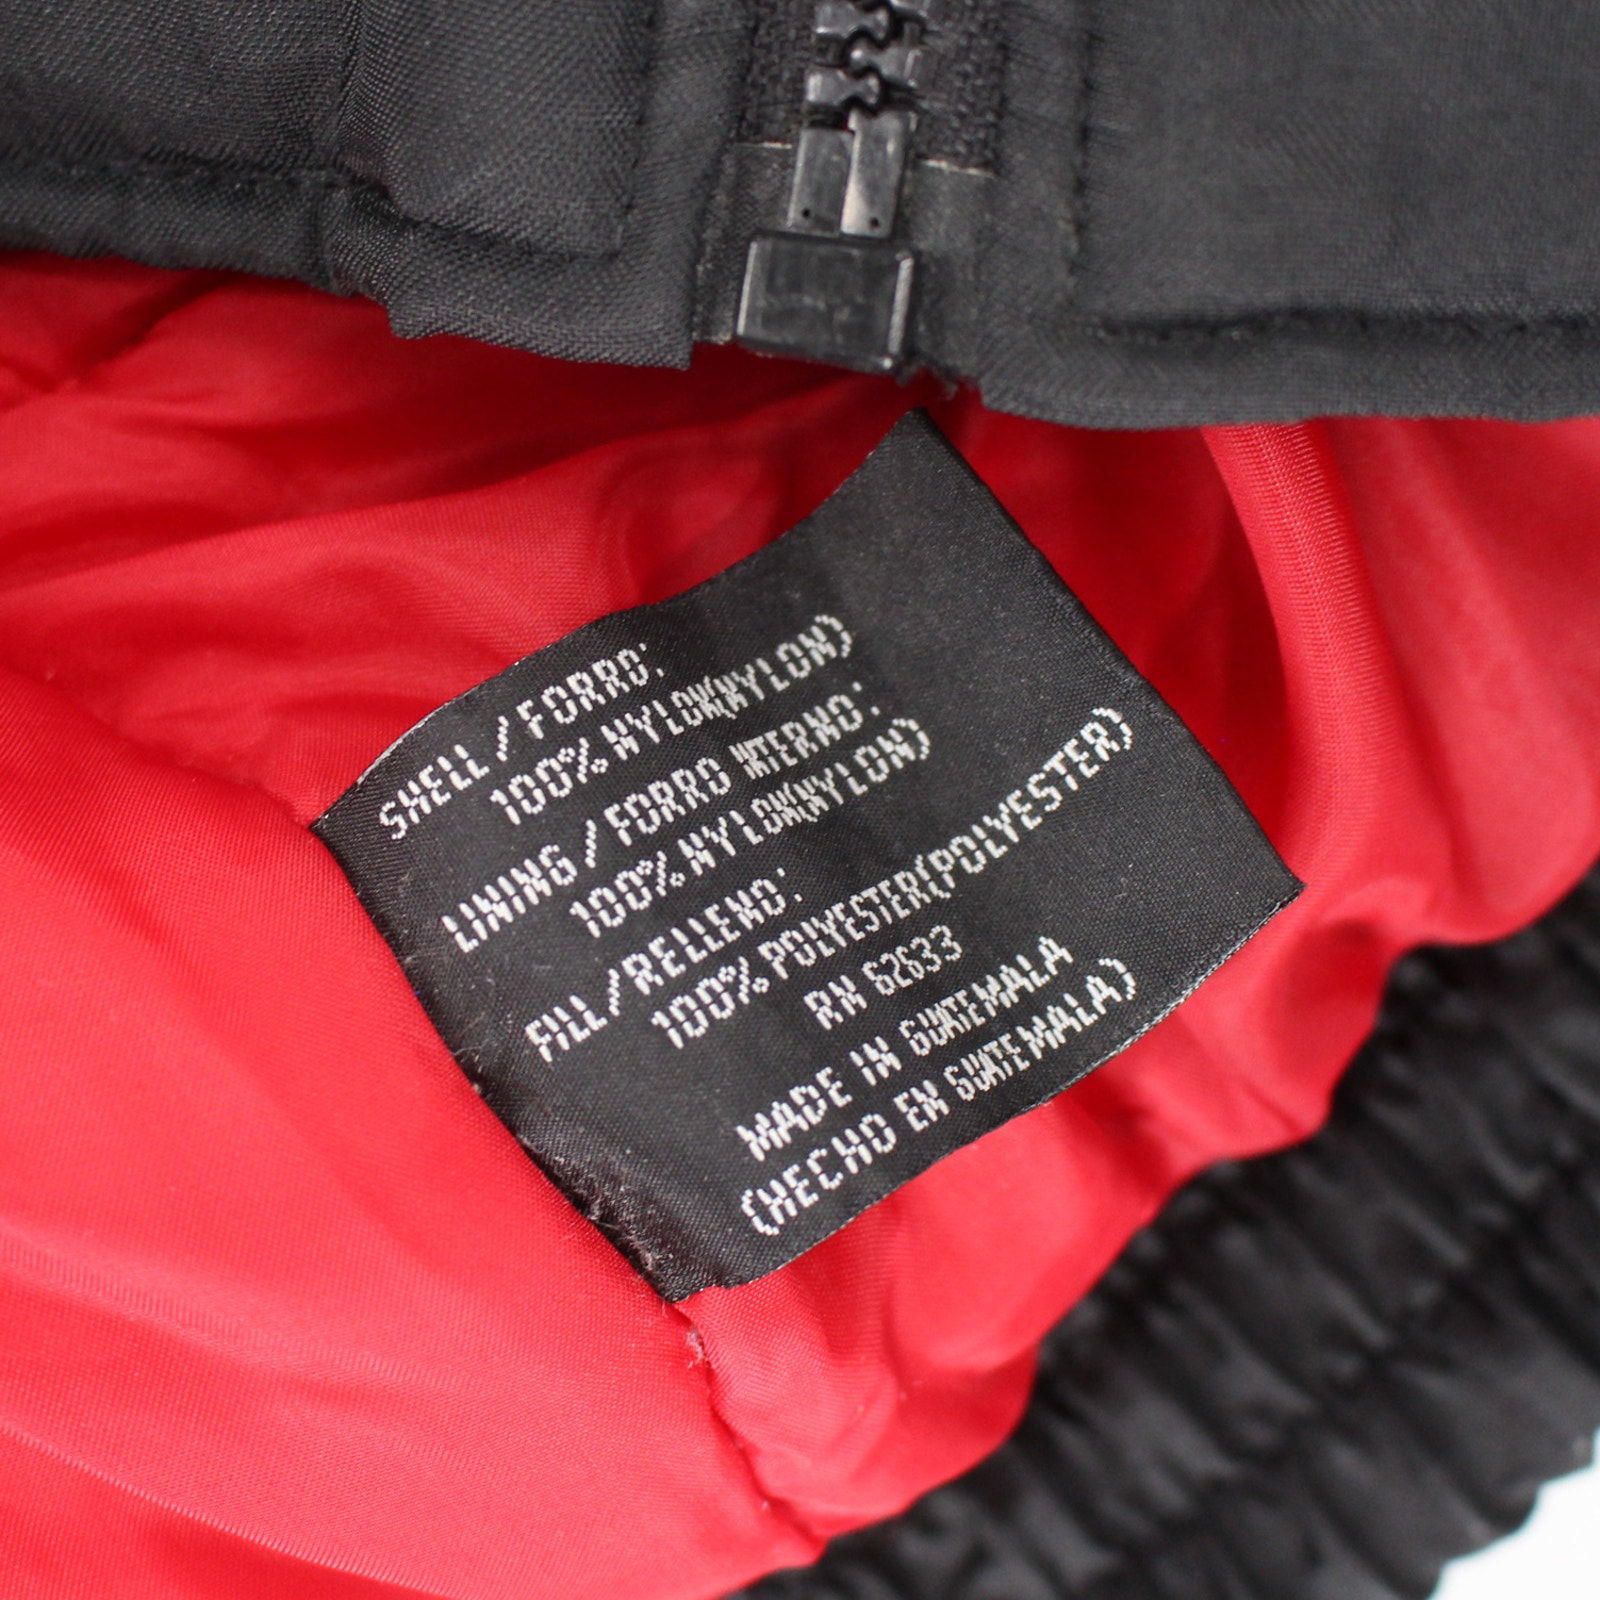 SHELL / FORRO:
100% NYLON(NYLON)
LINING / FORRO INTERNO:
100% NYLON(NYLON)
FILL/RELLENO:
100% POLYESTER(POLYESTER)
RN 62633
MADE IN GUATEMALA
(HECHO EN GUATEMALA)